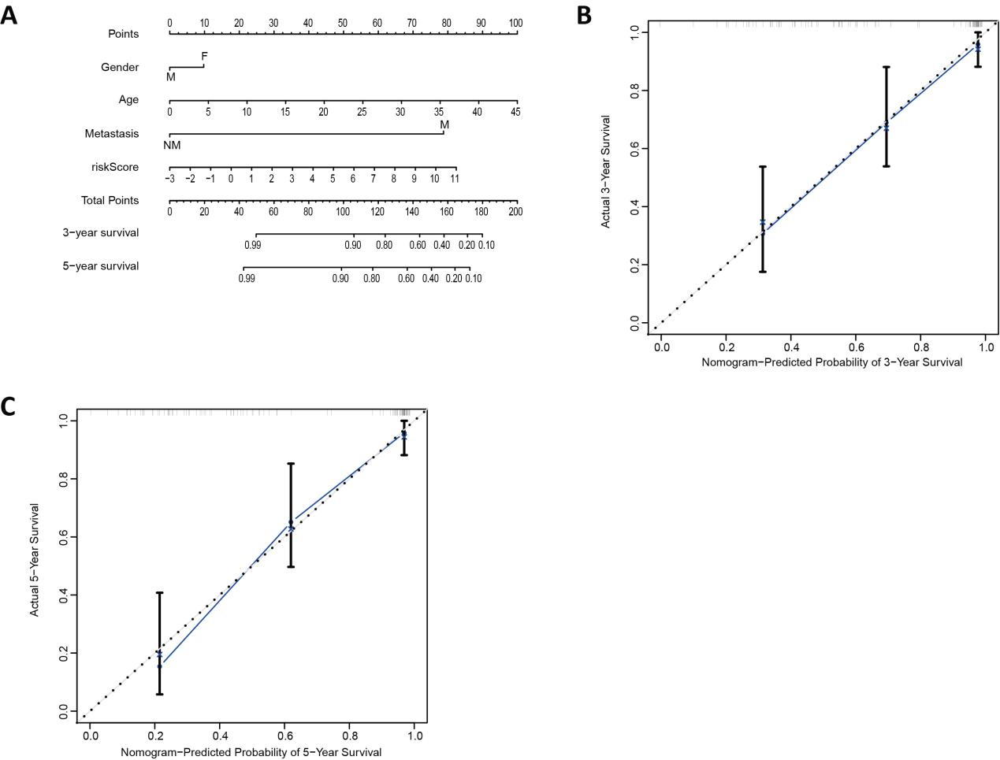 A
Points
0 10 20 30 40 50 60 70 80 90 100
Gender
F
M
Age
0 5 10 15 20 25 30 35 40 45
Metastasis
M
NM
riskScore
−3 −2 −1 0 1 2 3 4 5 6 7 8 9 10 11
Total Points
0 20 40 60 80 100 120 140 160 180 200
3−year survival
0.99 0.90 0.80 0.60 0.40 0.20 0.10
5−year survival
0.99 0.90 0.80 0.60 0.40 0.20 0.10
B
Actual 3−Year Survival
1.0
0.8
0.6
0.4
0.2
0.0
0.0 0.2 0.4 0.6 0.8 1.0
Nomogram−Predicted Probability of 3−Year Survival
C
Actual 5−Year Survival
1.0
0.8
0.6
0.4
0.2
0.0
0.0 0.2 0.4 0.6 0.8 1.0
Nomogram−Predicted Probability of 5−Year Survival